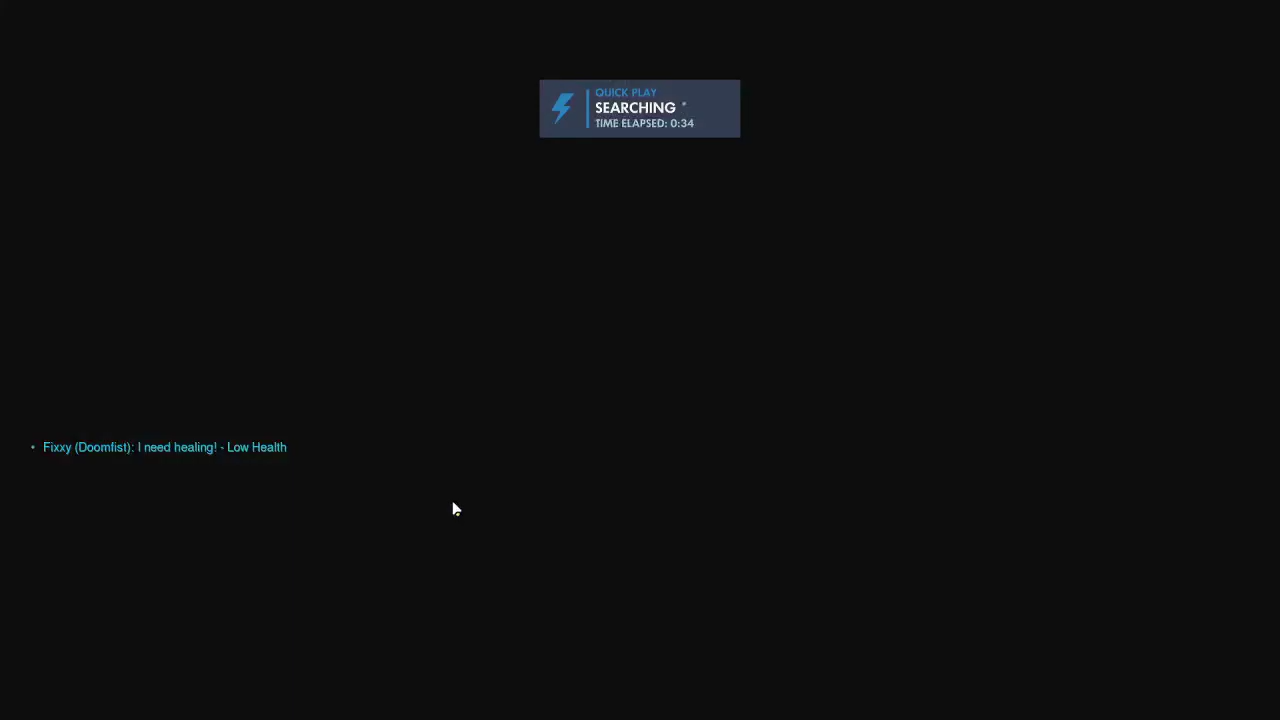 QUICK PLAY
SEARCHING
TIME ELAPSED: 0:34
Fixxy (Doomfist): I need healing! - Low Health